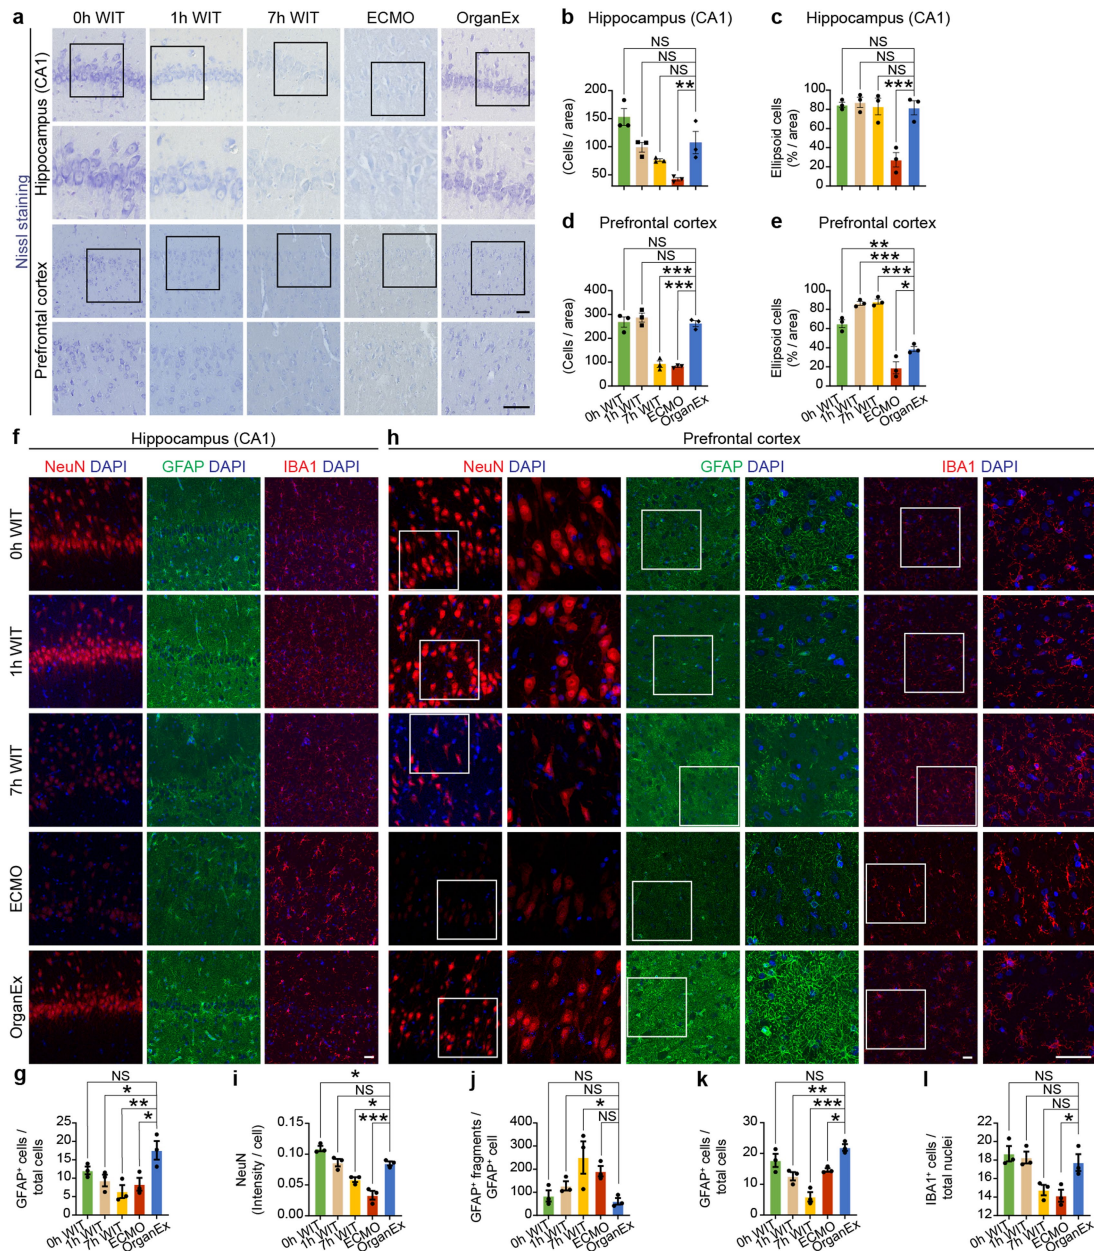 a
0h WIT 1h WIT 7h WIT ECMO OrganEx
Nissl staining
Hippocampus (CA1)
Prefrontal cortex
b Hippocampus (CA1)
NS
NS
NS
**
(Cells / area)
150
100
50
c Hippocampus (CA1)
NS
NS
NS
***
Ellipsoid cells
(% / area)
100
80
60
40
20
0
d Prefrontal cortex
NS
NS
***
***
(Cells / area)
400
300
200
100
0
0h WIT
1h WIT
7h WIT
ECMO
OrganEx
e Prefrontal cortex
**
***
***
*
Ellipsoid cells
(% / area)
100
80
60
40
20
0
0h WIT
1h WIT
7h WIT
ECMO
OrganEx
f Hippocampus (CA1)
NeuN DAPI GFAP DAPI IBA1 DAPI
h Prefrontal cortex
NeuN DAPI GFAP DAPI IBA1 DAPI
0h WIT
1h WIT
7h WIT
ECMO
OrganEx
g
NS
*
**
*
GFAP⁺ cells /
total cells
25
20
15
10
5
0
0h WIT
1h WIT
7h WIT
ECMO
OrganEx
i
*
NS
*
***
NeuN
(Intensity / cell)
0.15
0.10
0.05
0.00
0h WIT
1h WIT
7h WIT
ECMO
OrganEx
j
NS
NS
*
NS
GFAP⁺ fragments /
GFAP⁺ cell
400
300
200
100
0
0h WIT
1h WIT
7h WIT
ECMO
OrganEx
k
NS
**
***
*
GFAP⁺ cells /
total cells
30
20
10
0
0h WIT
1h WIT
7h WIT
ECMO
OrganEx
l
NS
NS
NS
*
IBA1⁺ cells /
total nuclei
22
20
18
16
14
12
0h WIT
1h WIT
7h WIT
ECMO
OrganEx